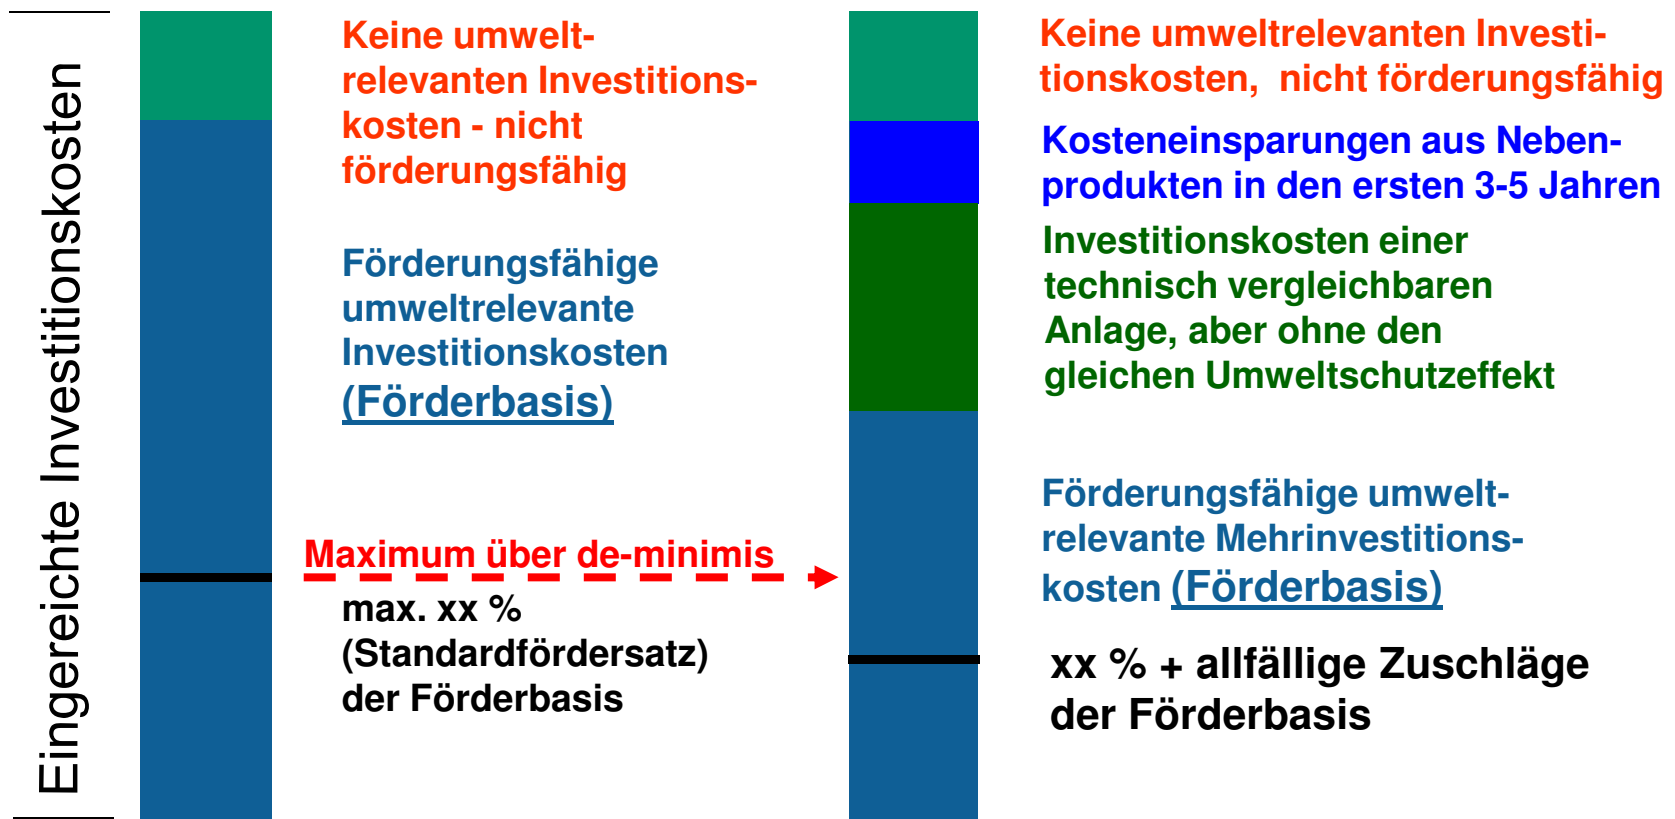 Eingereichte Investitionskosten
Keine umwelt-
relevanten Investitions-
kosten - nicht
förderungsfähig
Förderungsfähige
umweltrelevante
Investitionskosten
(Förderbasis)
Maximum über de-minimis
max. xx %
(Standardfördersatz)
der Förderbasis
Keine umweltrelevanten Investi-
tionskosten, nicht förderungsfähig
Kosteneinsparungen aus Neben-
produkten in den ersten 3-5 Jahren
Investitionskosten einer
technisch vergleichbaren
Anlage, aber ohne den
gleichen Umweltschutzeffekt
Förderungsfähige umwelt-
relevante Mehrinvestitions-
kosten (Förderbasis)
xx % + allfällige Zuschläge
der Förderbasis